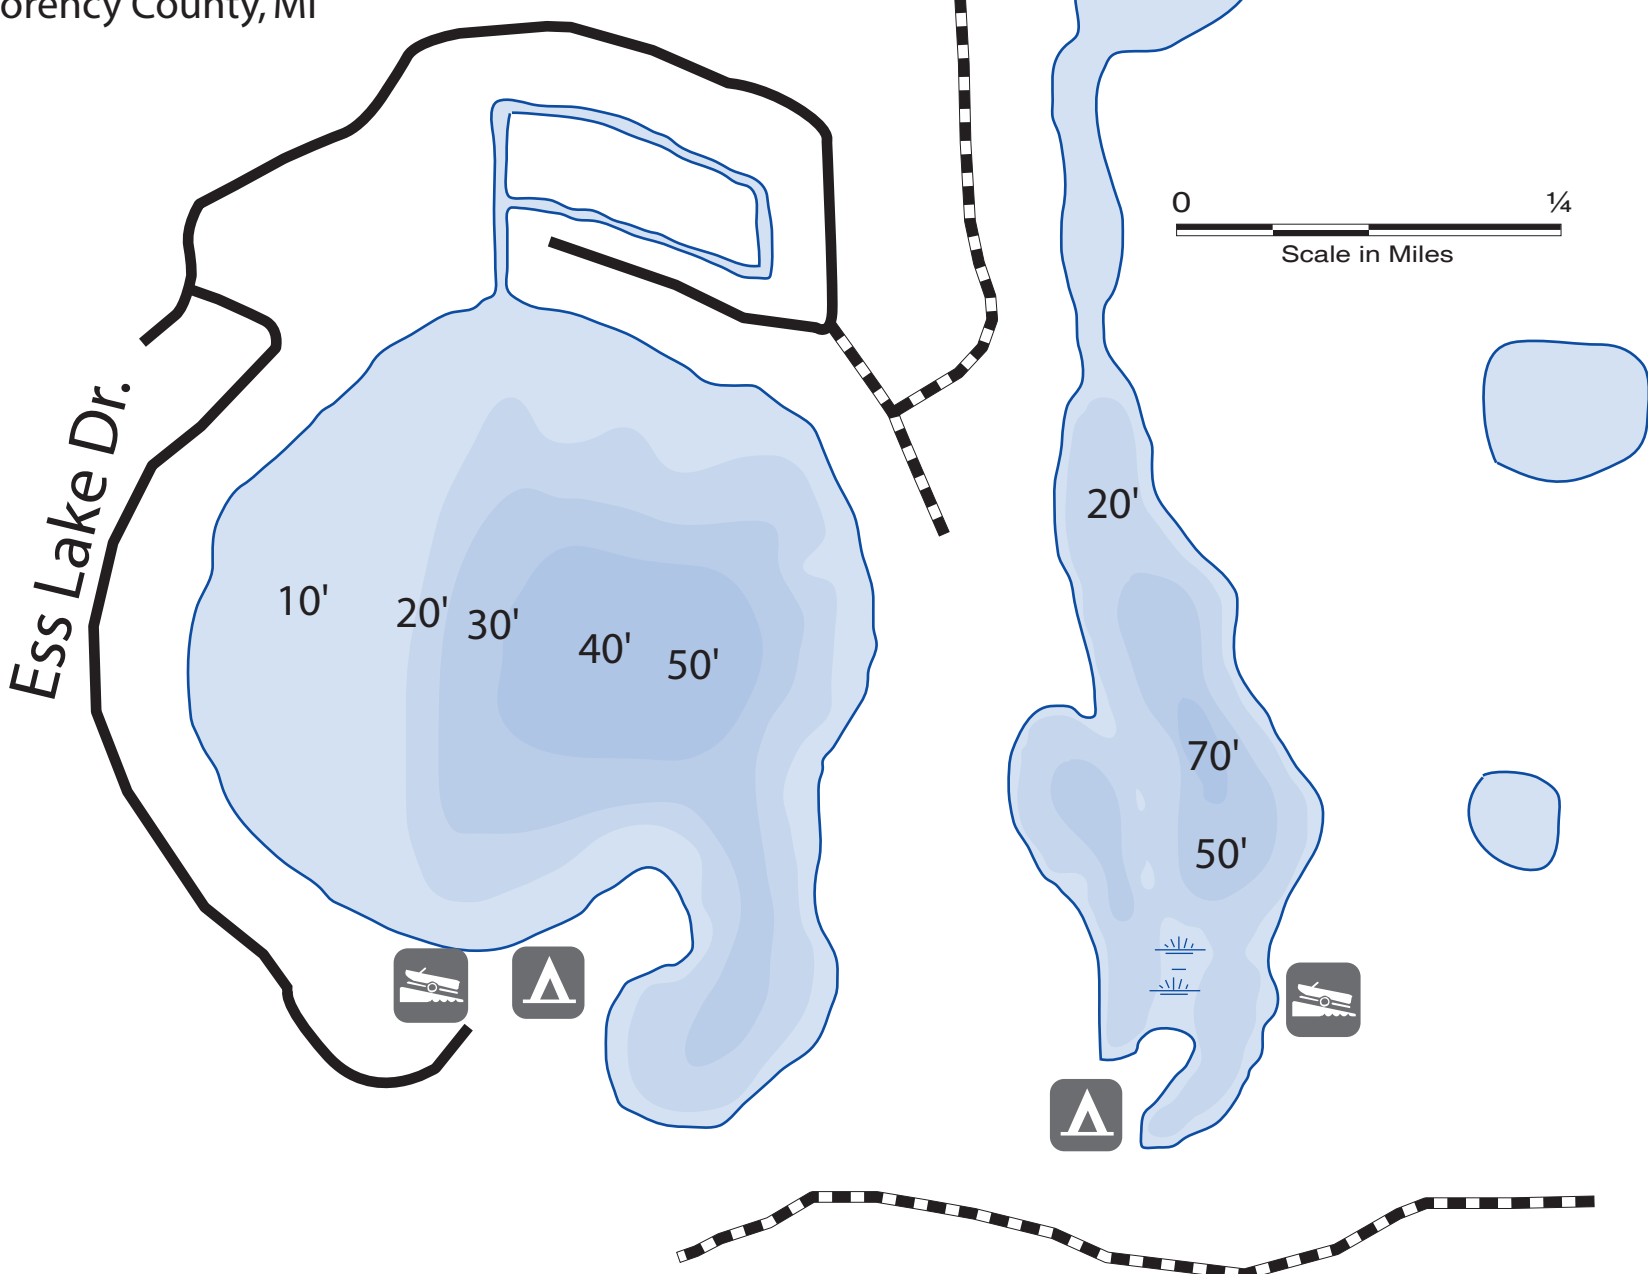 orency County, MI
0 ¼
Scale in Miles
Ess Lake Dr.
20'
10' 20' 30' 40' 50'
70'
50'